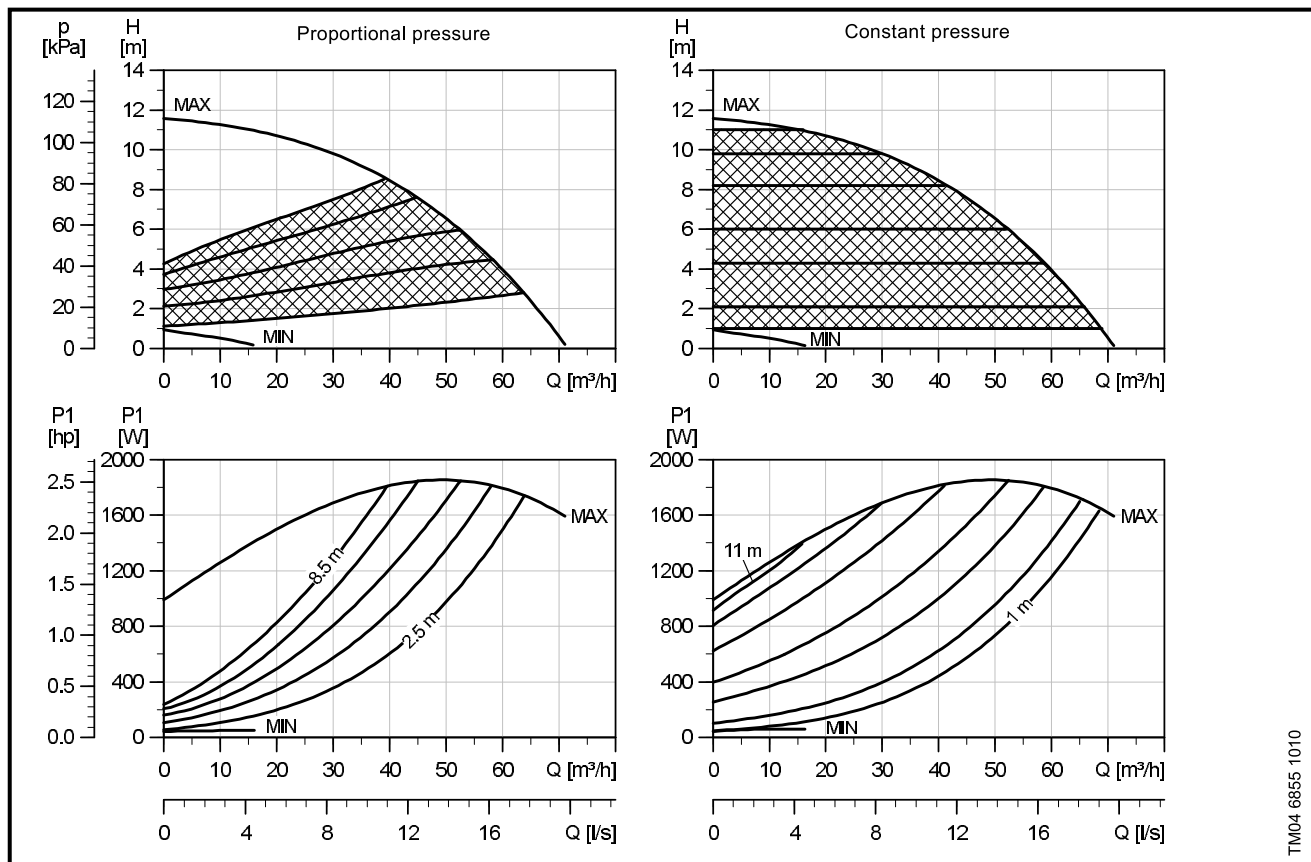 p
[kPa]
H
[m]
Proportional pressure
H
[m]
Constant pressure
14
12
10
8
6
4
2
0
120
100
80
60
40
20
0
MAX
MIN
0 10 20 30 40 50 60 Q [m³/h]
14
12
10
8
6
4
2
0
MAX
MIN
0 10 20 30 40 50 60 Q [m³/h]
P1
[hp]
P1
[W]
2.5
2.0
1.5
1.0
0.5
0.0
2000
1600
1200
800
400
0
8.5 m
2.5 m
MAX
MIN
0 10 20 30 40 50 60 Q [m³/h]
0 4 8 12 16 Q [l/s]
P1
[W]
2000
1600
1200
800
400
0
11 m
1 m
MAX
MIN
0 10 20 30 40 50 60 Q [m³/h]
0 4 8 12 16 Q [l/s]
TM04 6855 1010